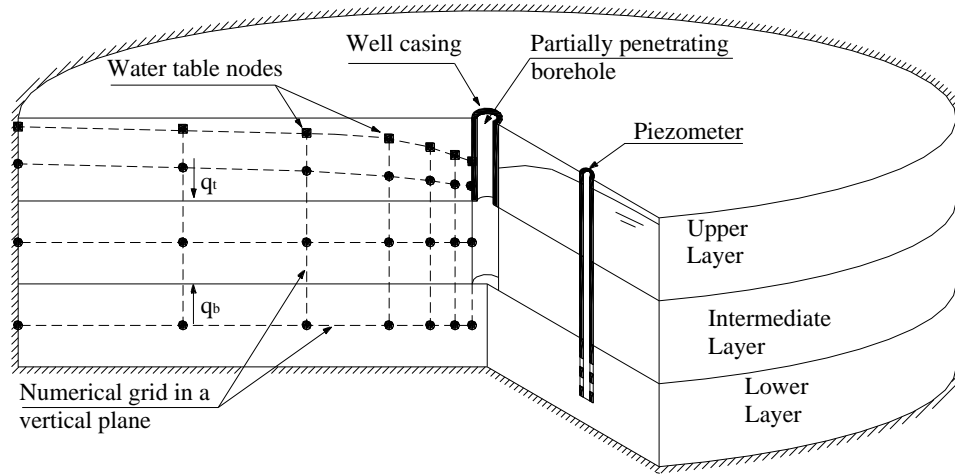 Well casing
Partially penetrating
borehole
Water table nodes
Piezometer
qt
Upper
Layer
qb
Intermediate
Layer
Lower
Layer
Numerical grid in a
vertical plane